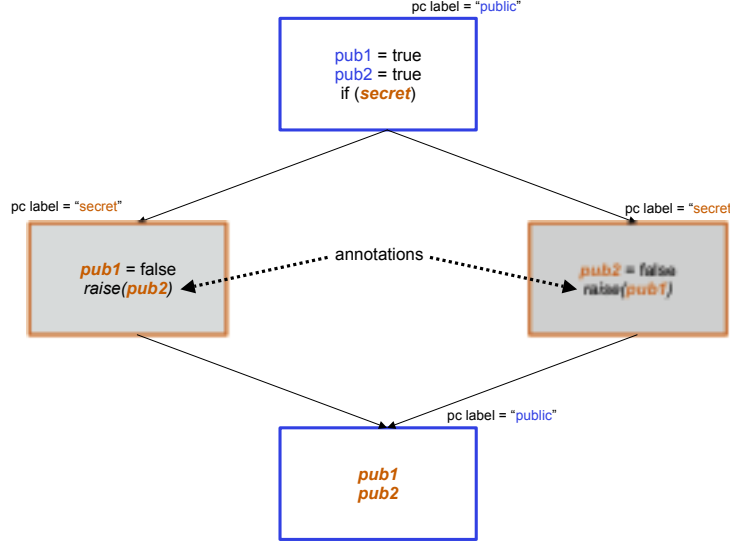 pc label = “public”
pub1 = true
pub2 = true
if (secret)
pc label = “secret”
pc label = “secret
pub1 = false
raise(pub2)
annotations
pub2 = false
raise(pub1)
pc label = “public”
pub1
pub2